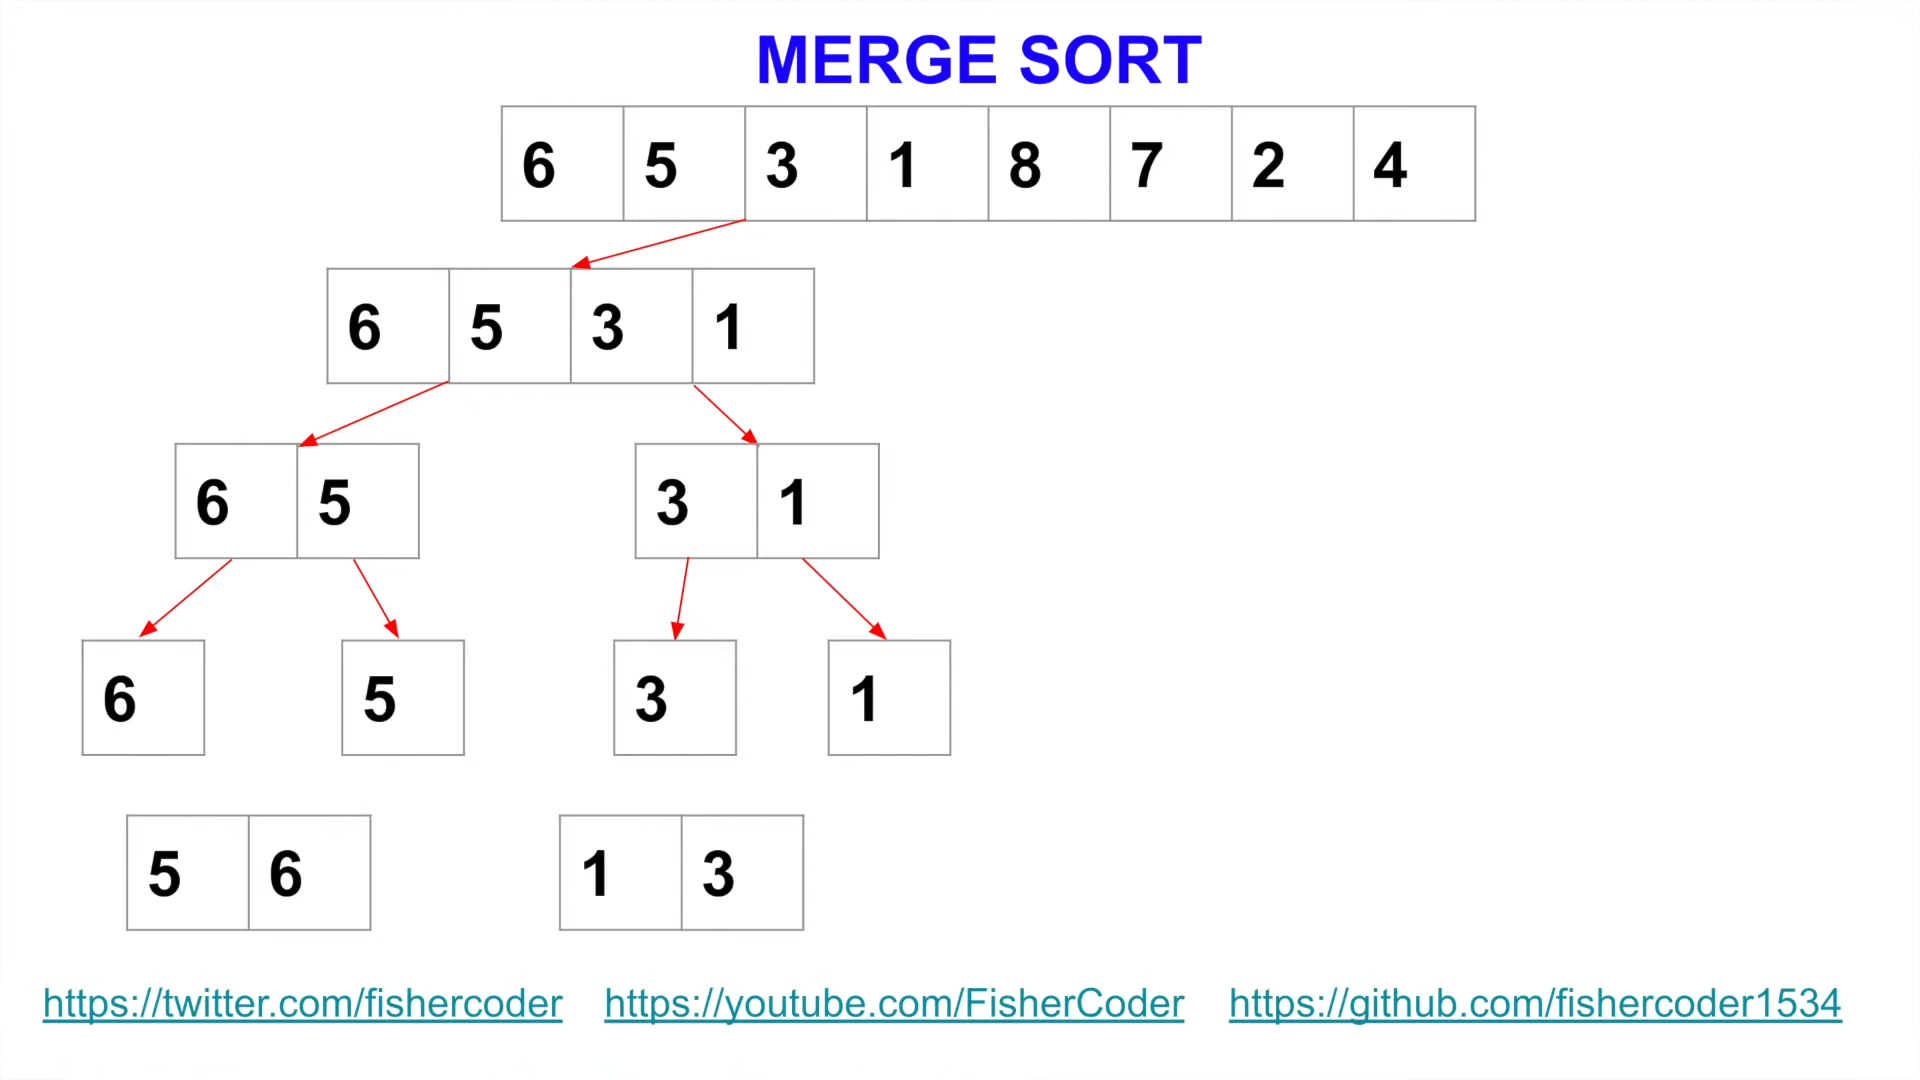 MERGE SORT
6 5 3 1 8 7 2 4
6 5 3 1
6 5 3 1
6 5 3 1
5 6 1 3
https://twitter.com/fishercoder https://youtube.com/FisherCoder https://github.com/fishercoder1534